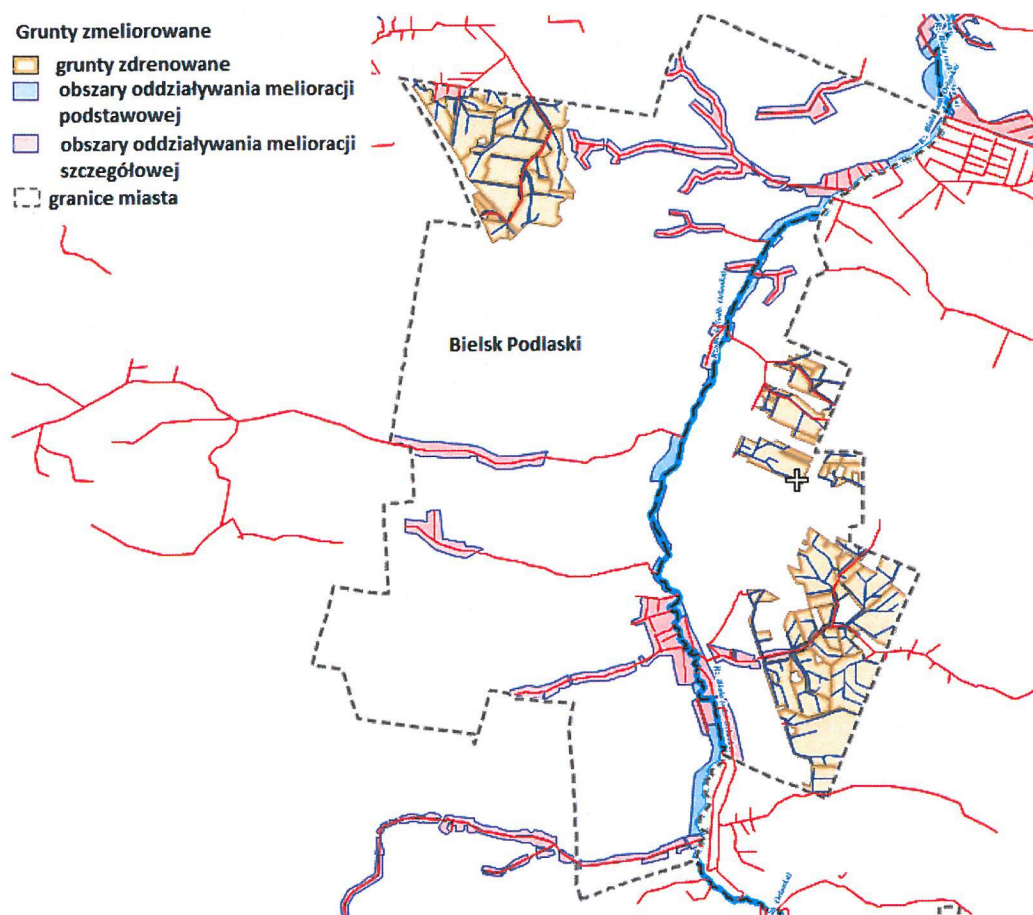 Grunty zmeliorowane
grunty zdrenowane
obszary oddziaływania melioracji
podstawowej
obszary oddziaływania melioracji
szczegółowej
granice miasta
Bielsk Podlaski